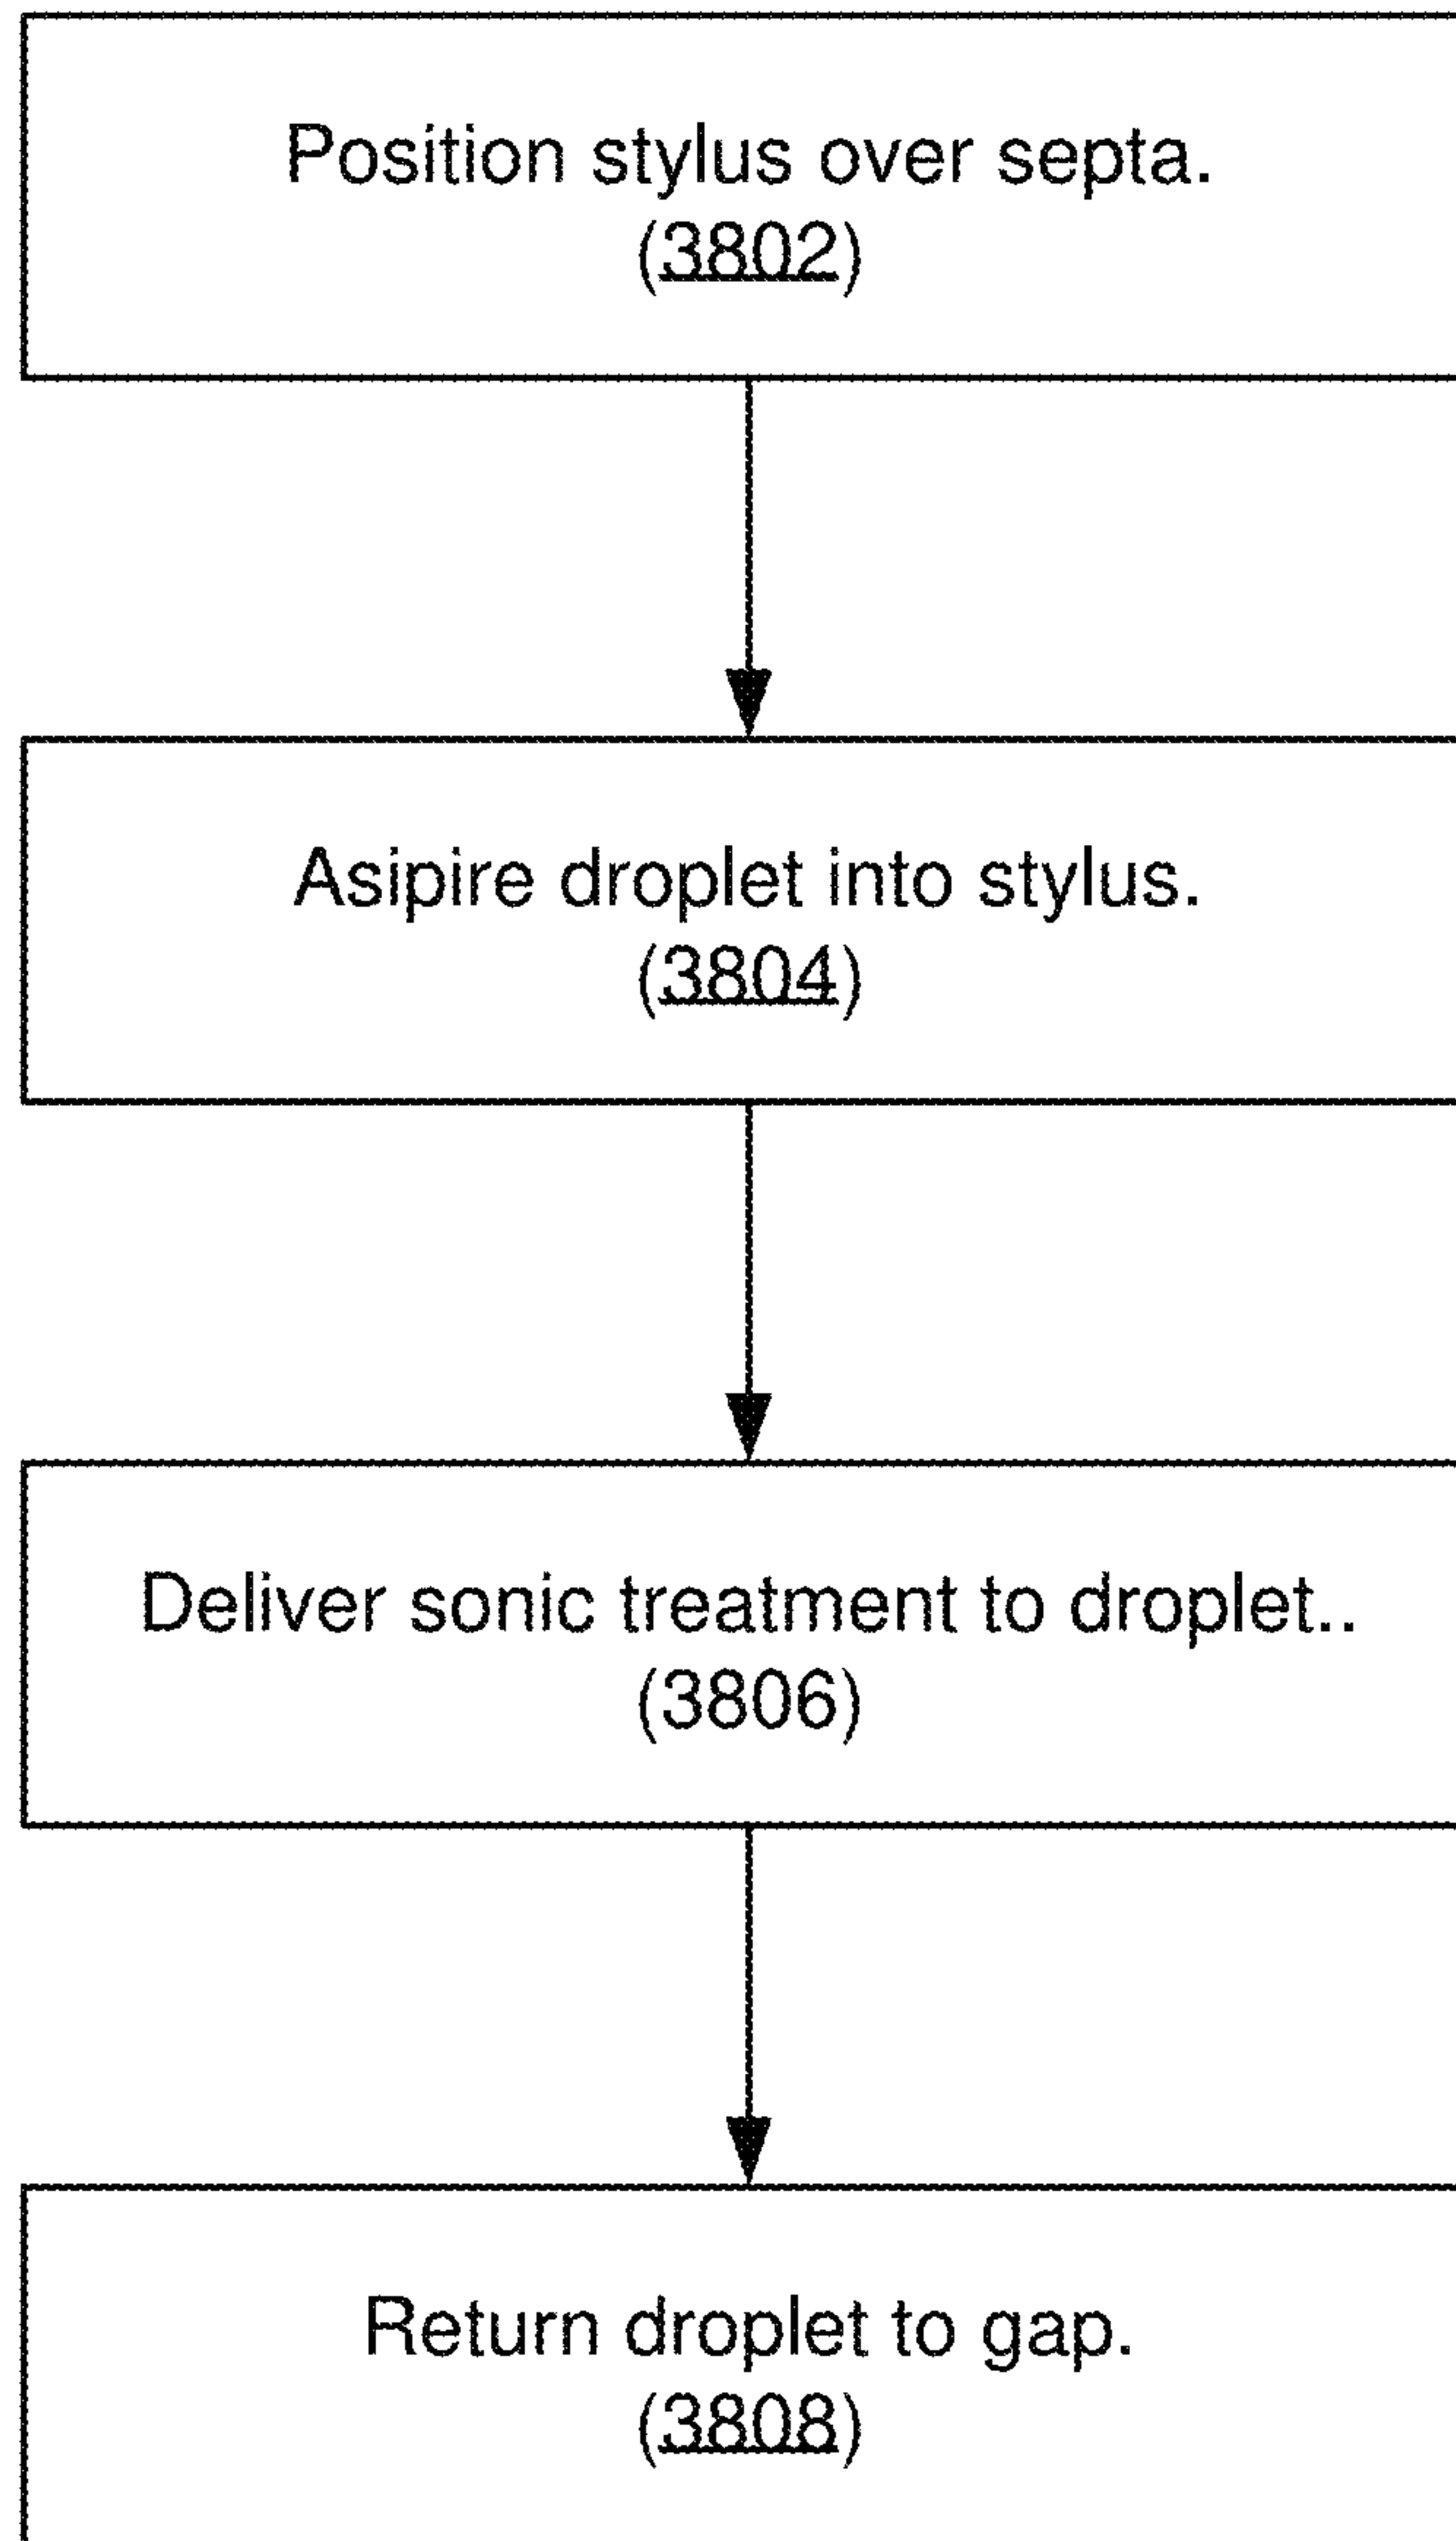 Position stylus over septa.
(3802)
Asipire droplet into stylus.
(3804)
Deliver sonic treatment to droplet..
(3806)
Return droplet to gap.
(3808)